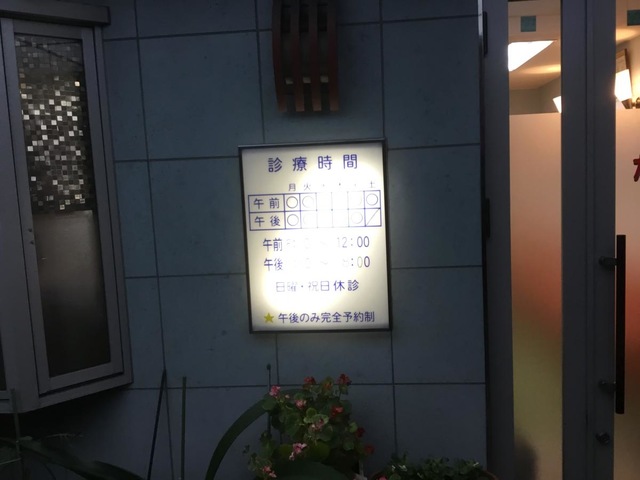 診療時間
月 火 土
午前 ○ ○ ○
午後 ○ ○ ○ ╱
午前 12:00
午後 :00
日曜・祝日休診
★午後のみ完全予約制